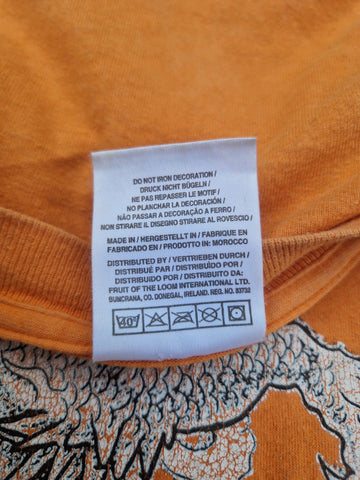 DO NOT IRON DECORATION /
DRUCK NICHT BÜGELN /
NE PAS REPASSER LE MOTIF /
NO PLANCHAR LA DECORACIÓN /
NÃO PASSAR A DECORAÇÃO A FERRO /
NON STIRARE IL DISEGNO STIRARE AL ROVESCIO /
MADE IN / HERGESTELLT IN / FABRIQUÉ EN /
FABRICADO EN / PRODOTTO IN: MOROCCO
DISTRIBUTED BY / VERTRIEBEN DURCH /
DISTRIBUÉ PAR / DISTRIBUIDO POR /
DISTRIBUIDO POR / DISTRIBUITO DA:
FRUIT OF THE LOOM INTERNATIONAL LTD.
BUNCRANA, CO. DONEGAL, IRELAND. REG. NO. 83732
40°